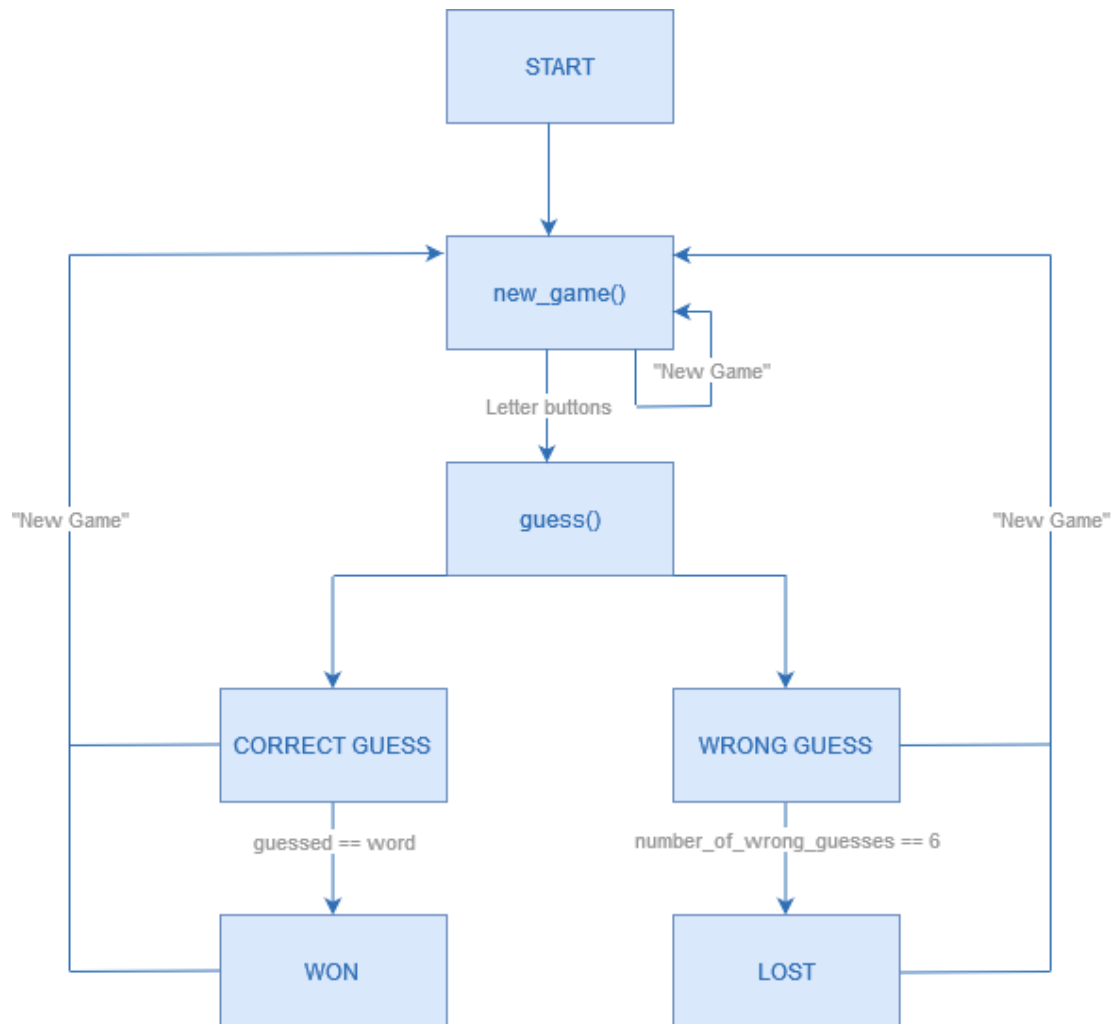 START
new_game()
"New Game"
Letter buttons
guess()
"New Game"
"New Game"
CORRECT GUESS
WRONG GUESS
guessed == word
number_of_wrong_guesses == 6
WON
LOST